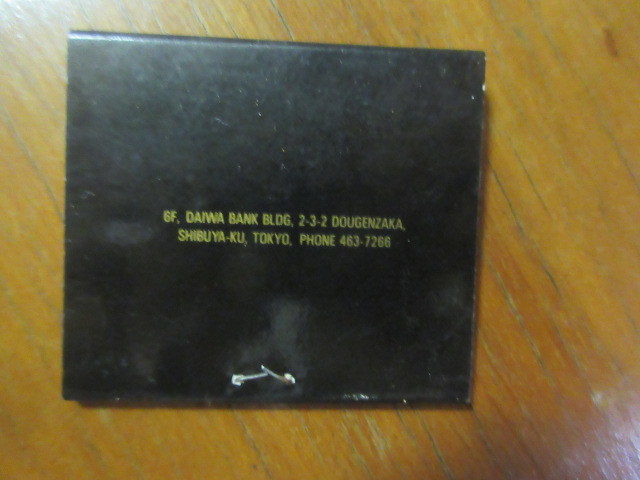 6F, DAIWA BANK BLDG, 2-3-2 DOUGENZAKA,
SHIBUYA-KU, TOKYO, PHONE 463-7266